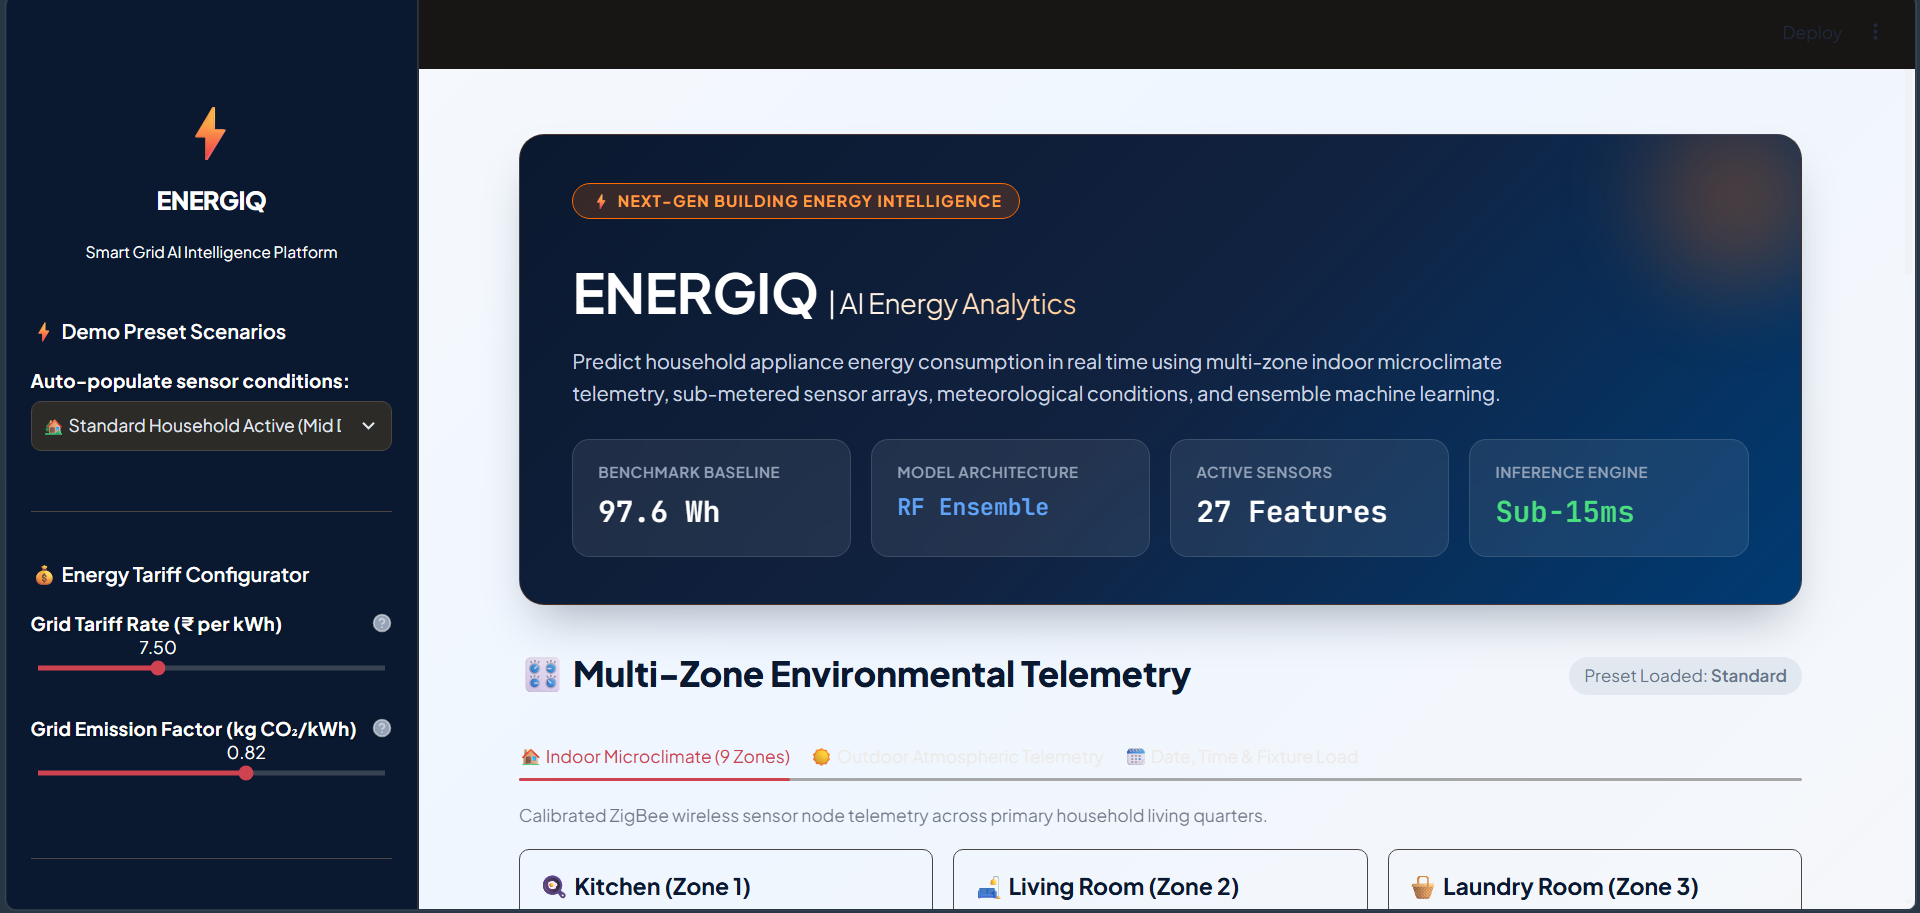 Deploy
ENERGIQ
Smart Grid AI Intelligence Platform
Demo Preset Scenarios
Auto-populate sensor conditions:
Standard Household Active (Mid D
Energy Tariff Configurator
Grid Tariff Rate (₹ per kWh)
7.50
Grid Emission Factor (kg CO₂/kWh)
0.82
NEXT-GEN BUILDING ENERGY INTELLIGENCE
ENERGIQ | AI Energy Analytics
Predict household appliance energy consumption in real time using multi-zone indoor microclimate
telemetry, sub-metered sensor arrays, meteorological conditions, and ensemble machine learning.
BENCHMARK BASELINE
97.6 Wh
MODEL ARCHITECTURE
RF Ensemble
ACTIVE SENSORS
27 Features
INFERENCE ENGINE
Sub-15ms
Multi-Zone Environmental Telemetry
Preset Loaded: Standard
Indoor Microclimate (9 Zones)
Outdoor Atmospheric Telemetry
Date, Time & Fixture Load
Calibrated ZigBee wireless sensor node telemetry across primary household living quarters.
Kitchen (Zone 1)
Living Room (Zone 2)
Laundry Room (Zone 3)